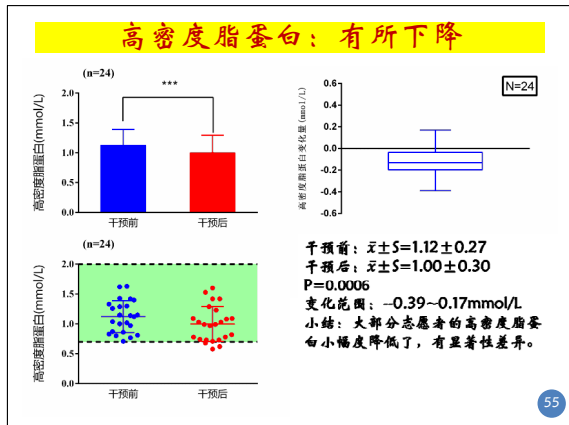 高密度脂蛋白：有所下降
(n=24)
***
高密度脂蛋白(mmol/L)
2.0
1.5
1.0
0.5
0.0
干预前
干预后
N=24
高密度脂蛋白变化量(mmol/L)
0.6
0.4
0.2
-0.0
-0.2
-0.4
-0.6
(n=24)
高密度脂蛋白(mmol/L)
2.0
1.5
1.0
0.5
0.0
干预前
干预后
干预前：x̄±S=1.12±0.27
干预后：x̄±S=1.00±0.30
P=0.0006
变化范围：-0.39~0.17mmol/L
小结：大部分志愿者的高密度脂蛋
白小幅度降低了，有显著性差异。
55